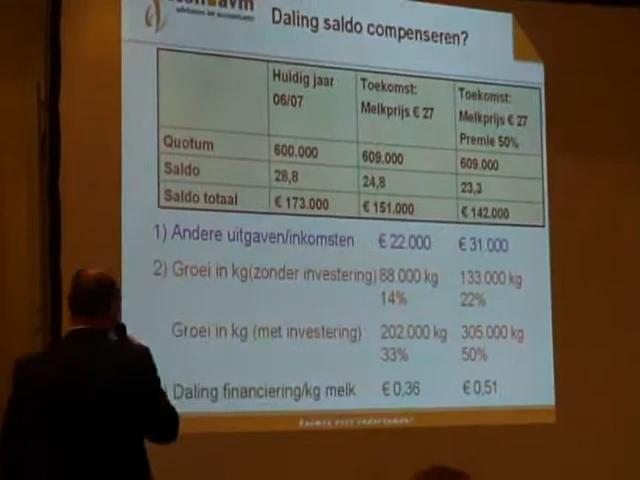 Daling saldo compenseren?
Huidig jaar 06/07 Toekomst: Melkprijs € 27 Toekomst: Melkprijs € 27 Premie 50%
Quotum 600.000 609.000 609.000
Saldo 28,8 24,8 23,3
Saldo totaal € 173.000 € 151.000 € 142.000
1) Andere uitgaven/inkomsten € 22.000 € 31.000
2) Groei in kg(zonder investering) 88.000 kg 133.000 kg
14% 22%
Groei in kg (met investering) 202.000 kg 305.000 kg
33% 50%
) Daling financiering/kg melk € 0,36 € 0,51